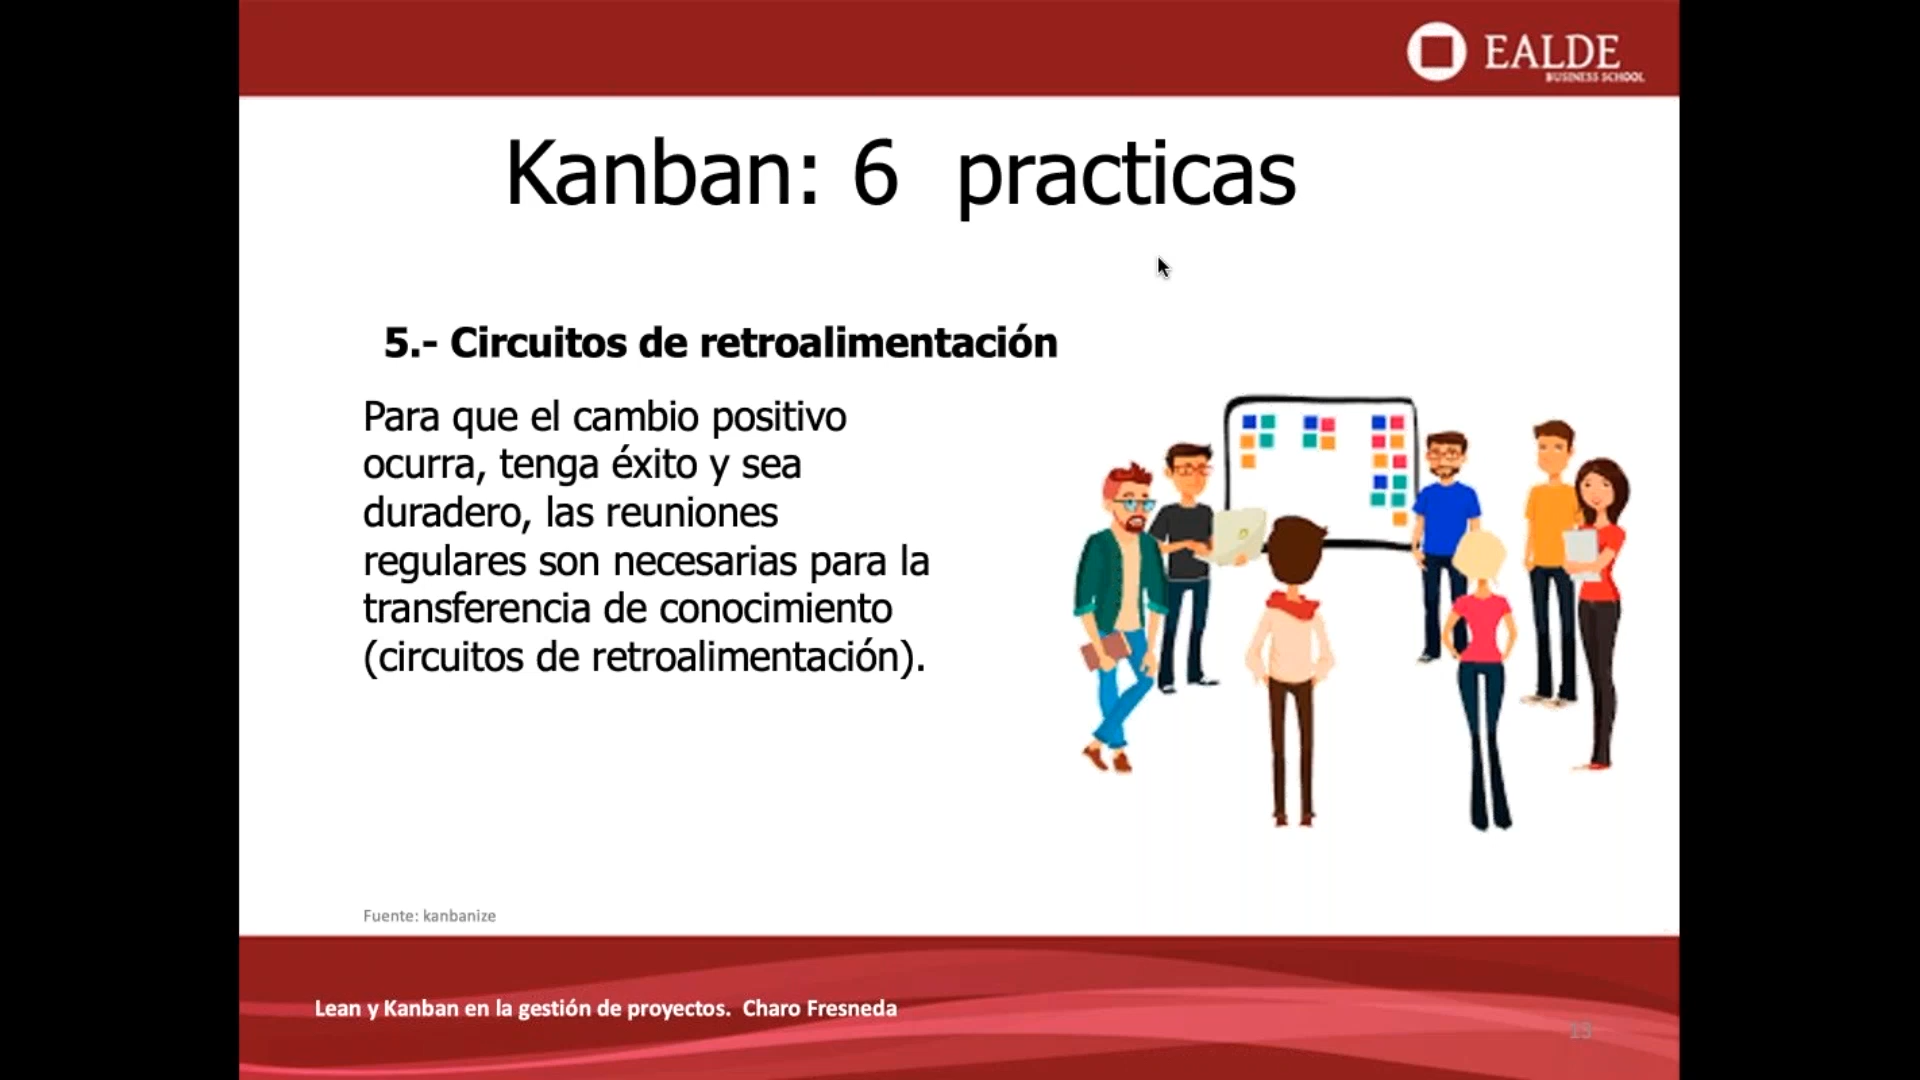 EALDE
BUSINESS SCHOOL
Kanban: 6 practicas
5.- Circuitos de retroalimentación
Para que el cambio positivo
ocurra, tenga éxito y sea
duradero, las reuniones
regulares son necesarias para la
transferencia de conocimiento
(circuitos de retroalimentación).
Fuente: kanbanize
Lean y Kanban en la gestión de proyectos. Charo Fresneda